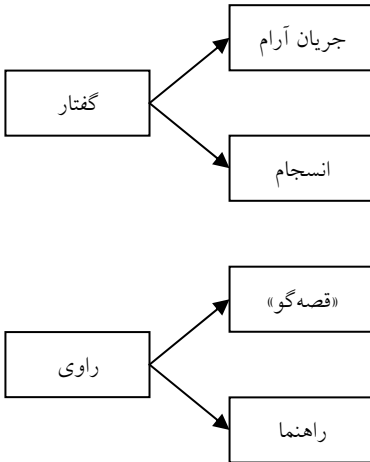 جریان آرام
گفتار
انسجام
«قصه‌گو»
راوی
راهنما